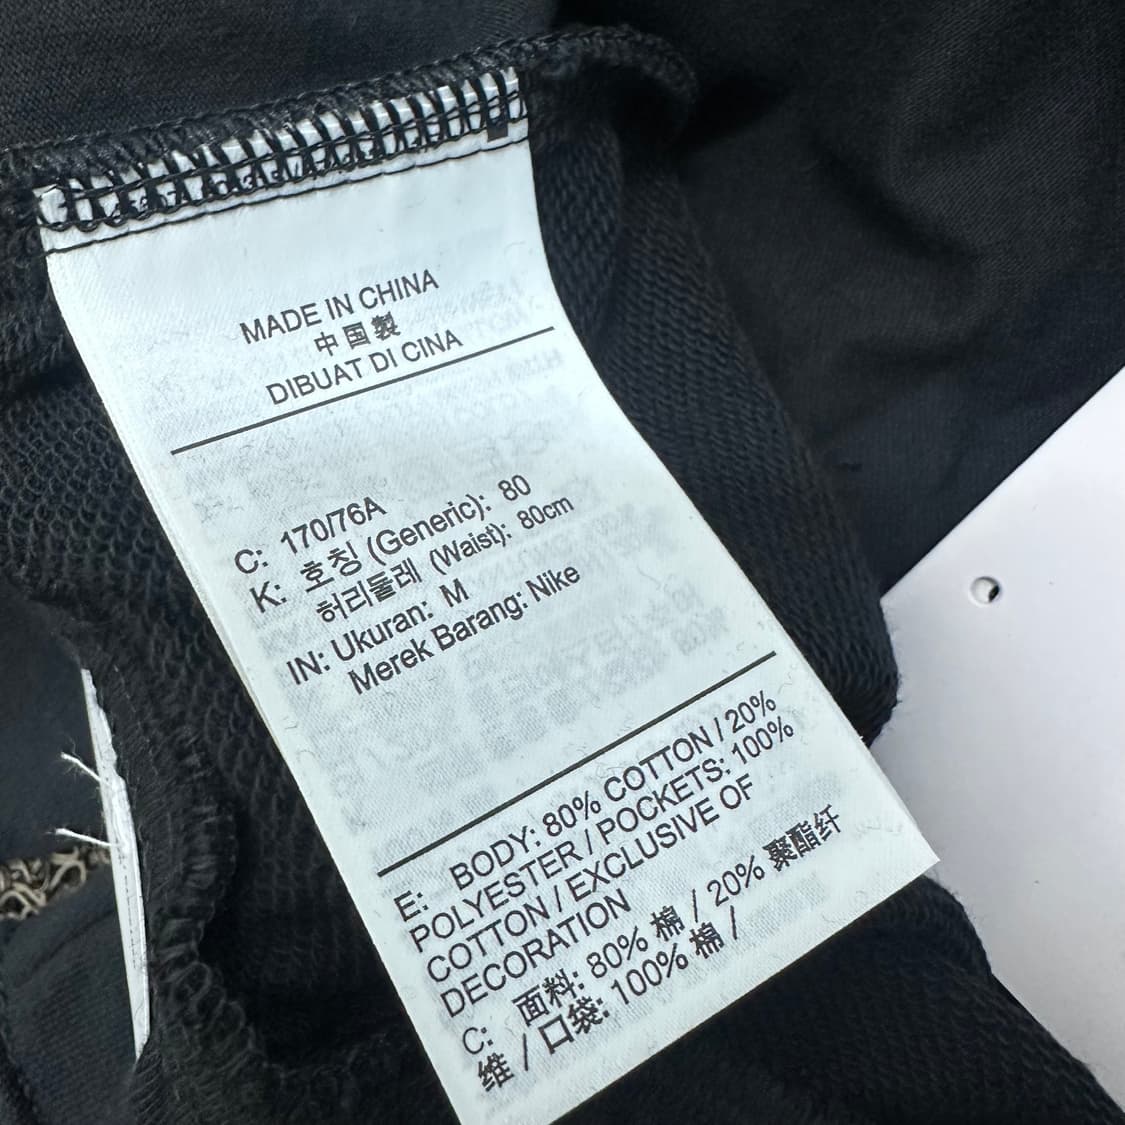 MADE IN CHINA
中国製
DIBUAT DI CINA
C: 170/76A
K: 호칭 (Generic): 80
허리둘레 (Waist): 80cm
IN: Ukuran: M
Merek Barang: Nike
E: BODY: 80% COTTON / 20%
POLYESTER / POCKETS: 100%
COTTON / EXCLUSIVE OF
DECORATION
C: 面料: 80% 棉 / 20% 聚酯纤
维 / 口袋: 100% 棉 /